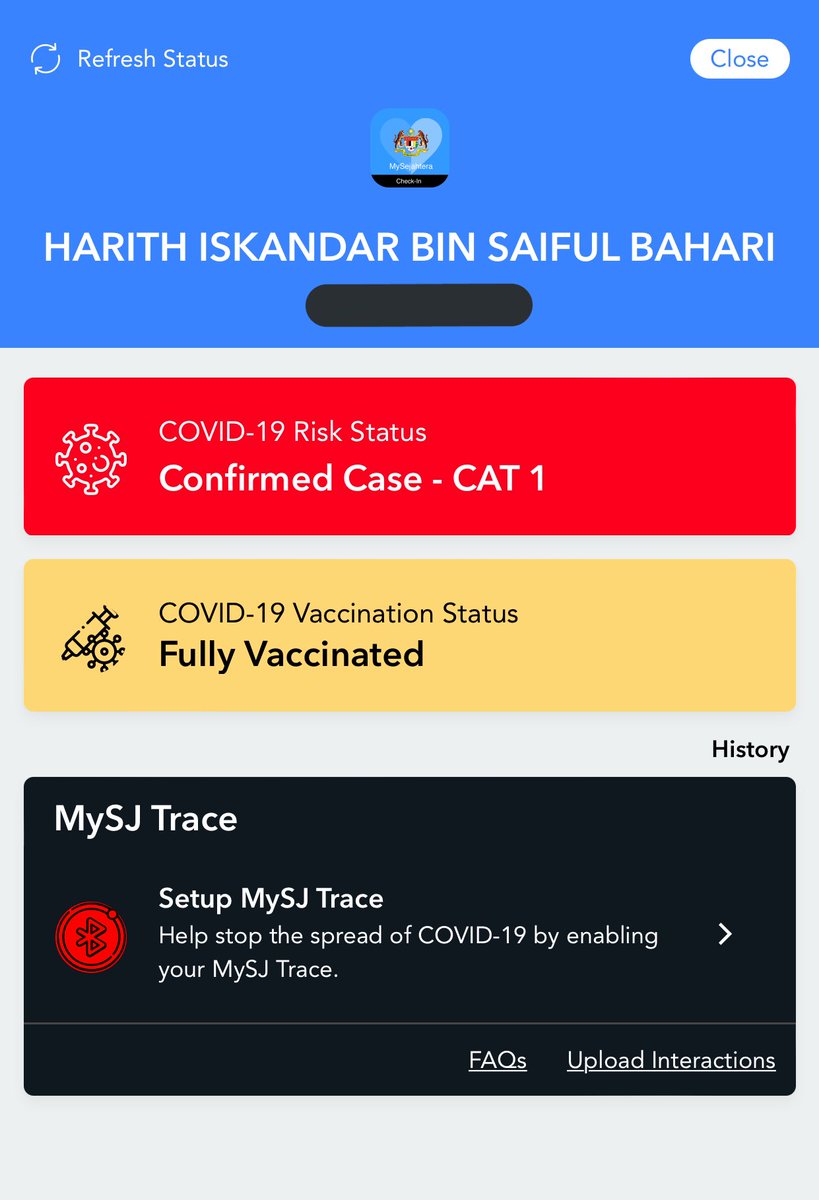 Refresh Status
Close
MySejahtera
Check-In
HARITH ISKANDAR BIN SAIFUL BAHARI
COVID-19 Risk Status
Confirmed Case - CAT 1
COVID-19 Vaccination Status
Fully Vaccinated
History
MySJ Trace
Setup MySJ Trace
Help stop the spread of COVID-19 by enabling
your MySJ Trace.
FAQs
Upload Interactions